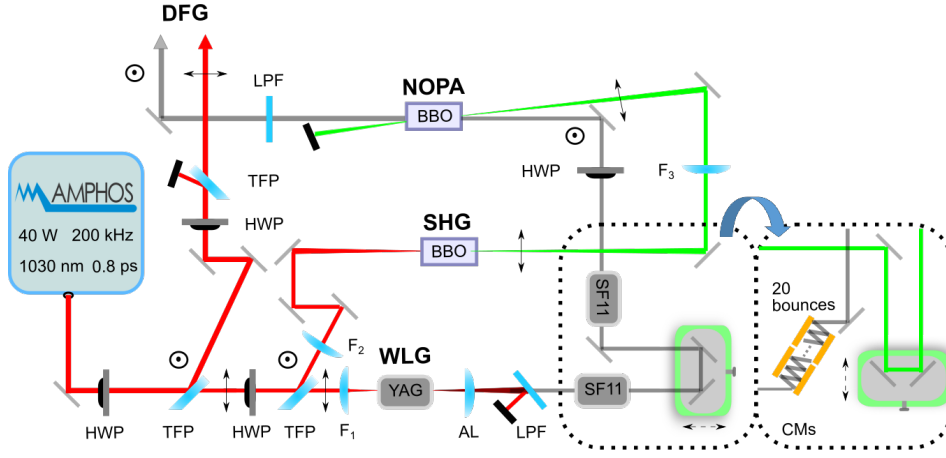 DFG
LPF
NOPA
BBO
TFP
HWP
F3
HWP
AMPHOS
40 W 200 kHz
1030 nm 0.8 ps
HWP
SHG
BBO
SF11
20
bounces
F2
WLG
YAG
SF11
HWP
TFP
HWP
TFP
F1
AL
LPF
CMs